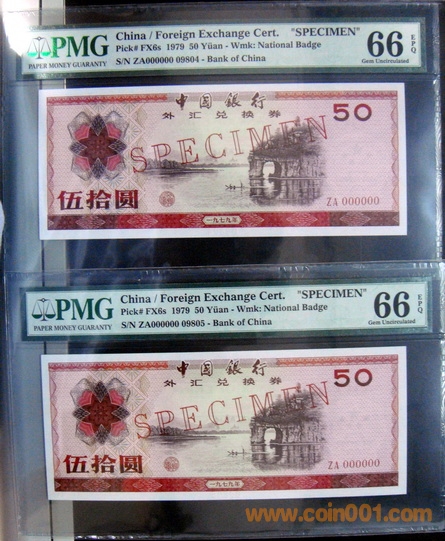 PMG
PAPER MONEY GUARANTY
China / Foreign Exchange Cert. "SPECIMEN"
Pick# FX6s 1979 50 Yüan - Wmk: National Badge
S/N ZA000000 09804 - Bank of China
66 EPQ
Gem Uncirculated
中国银行
外汇兑换券
50
SPECIMEN
伍拾圆
ZA 000000
一九七九年
PMG
PAPER MONEY GUARANTY
China / Foreign Exchange Cert. "SPECIMEN"
Pick# FX6s 1979 50 Yüan - Wmk: National Badge
S/N ZA000000 09805 - Bank of China
66 EPQ
Gem Uncirculated
中国银行
外汇兑换券
50
SPECIMEN
伍拾圆
ZA 000000
一九七九年
www.coin001.com